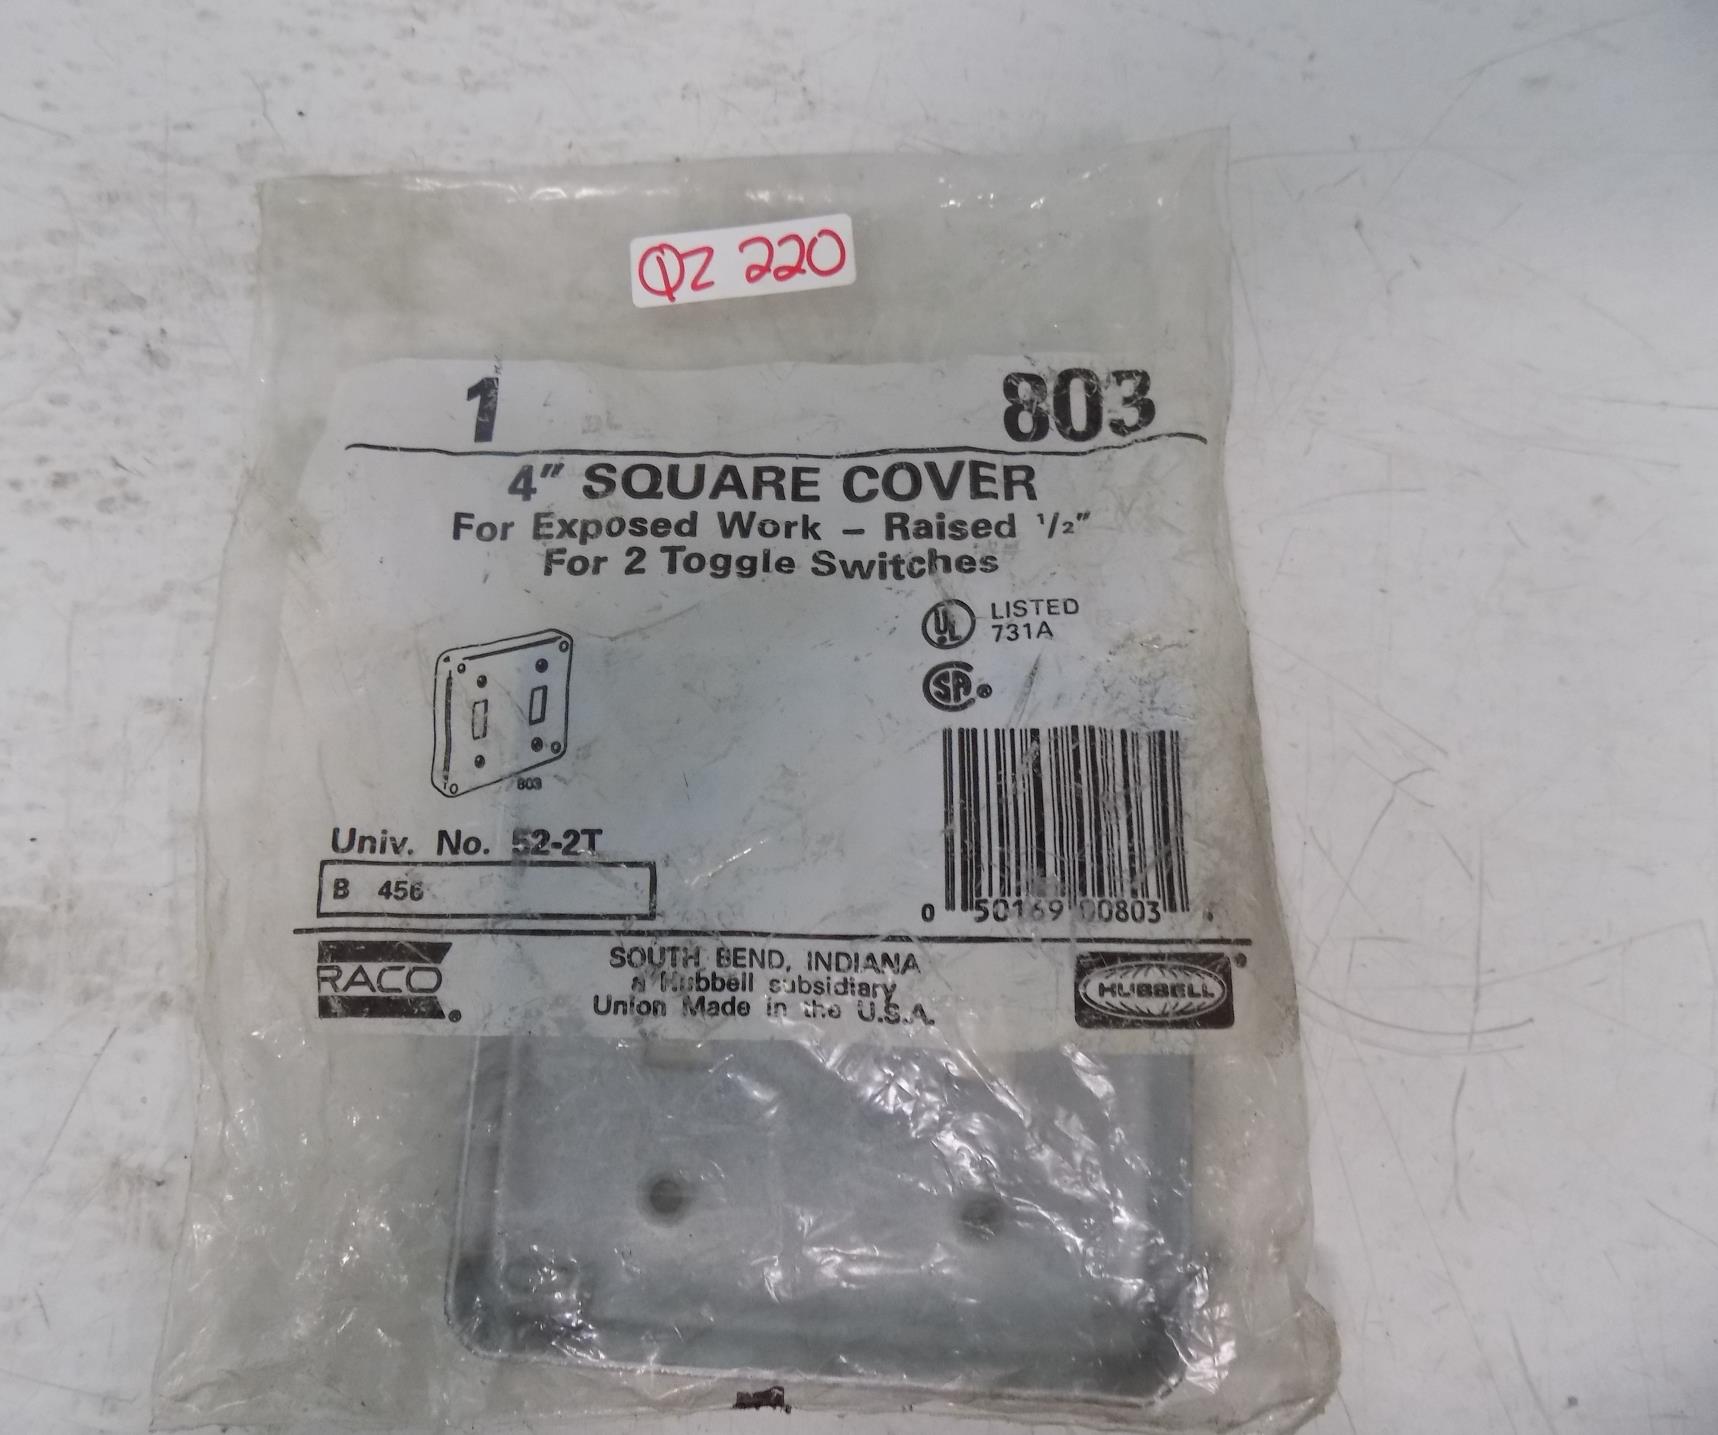 QZ 220
1 803
4" SQUARE COVER
For Exposed Work – Raised 1/2"
For 2 Toggle Switches
UL LISTED
731A
SA®
803
Univ. No. 52-2T
B 456
0 50169 00803
RACO®
SOUTH BEND, INDIANA
a Hubbell subsidiary
Union Made in the U.S.A.
HUBBELL®